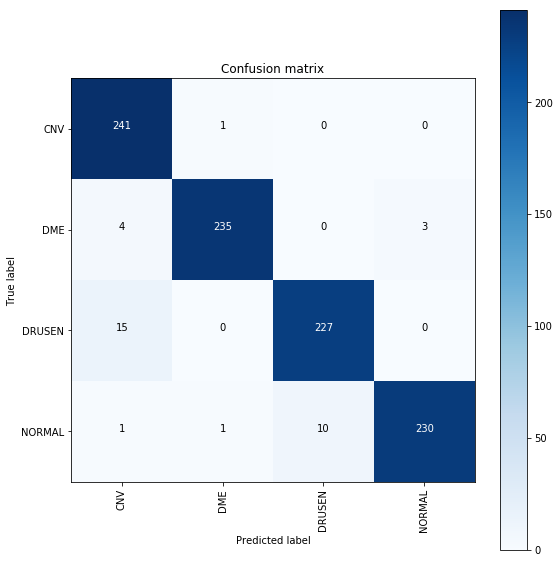 Confusion matrix
True label
CNV 241 1 0 0
DME 4 235 0 3
DRUSEN 15 0 227 0
NORMAL 1 1 10 230
CNV DME DRUSEN NORMAL
Predicted label
200
150
100
50
0